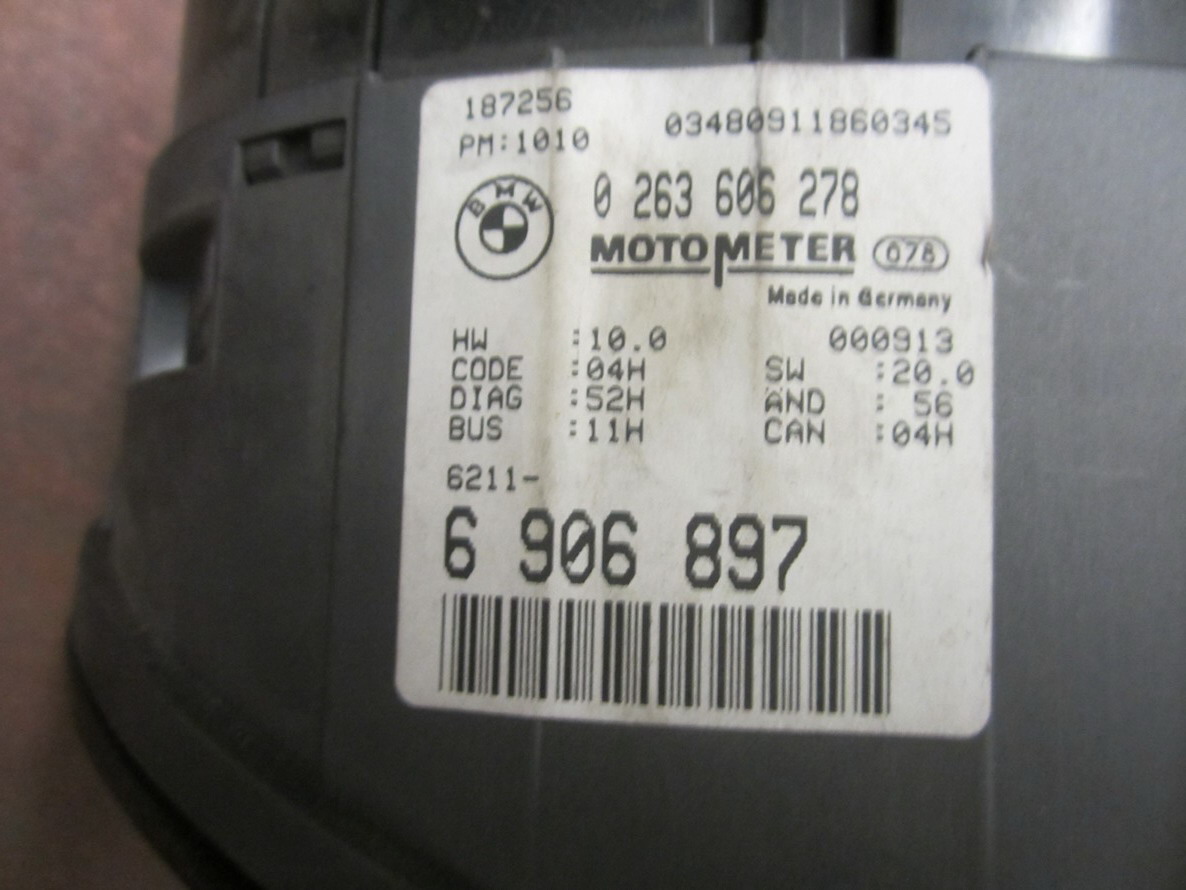 187256
03480911860345
PM:1010
BMW
0 263 606 278
MOTOMETER 078
Made in Germany
HW :10.0 000913
CODE :04H SW :20.0
DIAG :52H AND : 56
BUS :11H CAN :04H
6211-
6 906 897